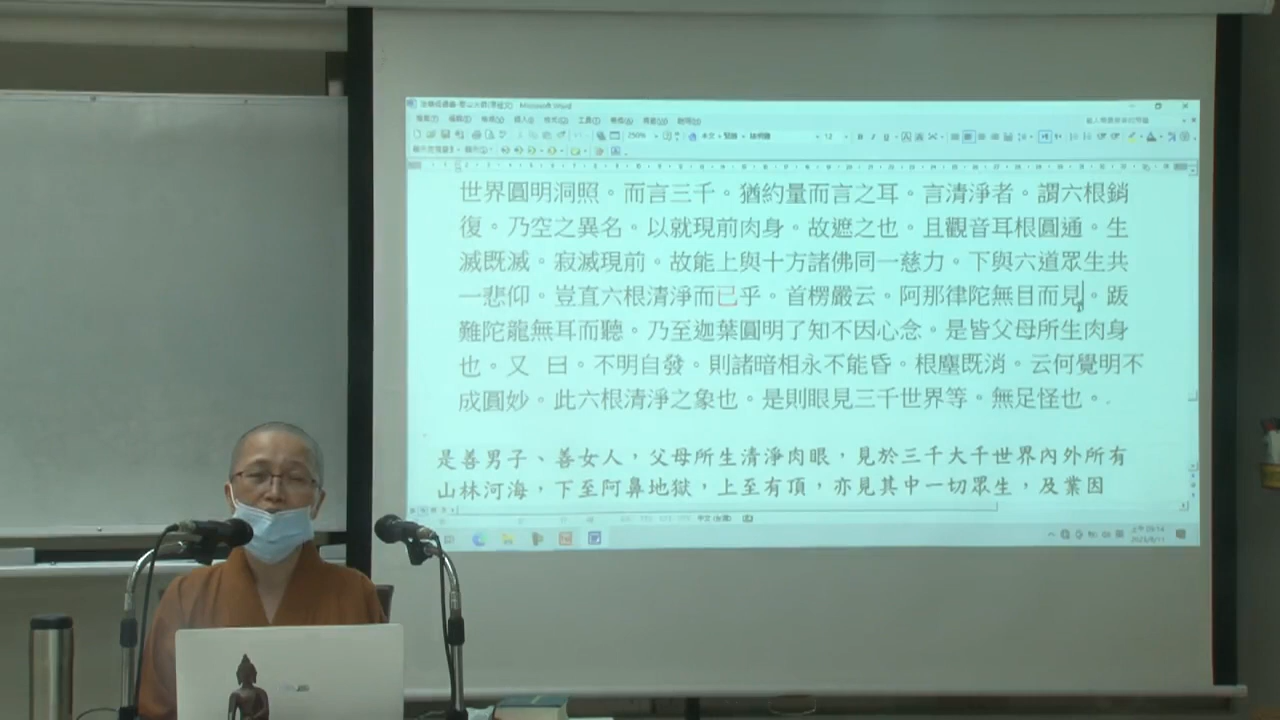 Microsoft Word
250%
12
世界圓明洞照。而言三千。猶約量而言之耳。言清淨者。謂六根銷
復。乃空之異名。以就現前肉身。故遮之也。且觀音耳根圓通。生
滅既滅。寂滅現前。故能上與十方諸佛同一慈力。下與六道眾生共
一悲仰。豈直六根清淨而已乎。首楞嚴云。阿那律陀無目而見。跋
難陀龍無耳而聽。乃至迦葉圓明了知不因心念。是皆父母所生肉身
也。又 曰。不明自發。則諸暗相永不能昏。根塵既消。云何覺明不
成圓妙。此六根清淨之象也。是則眼見三千世界等。無足怪也。
是善男子、善女人，父母所生清淨肉眼，見於三千大千世界內外所有
山林河海，下至阿鼻地獄，上至有頂，亦見其中一切眾生，及業因